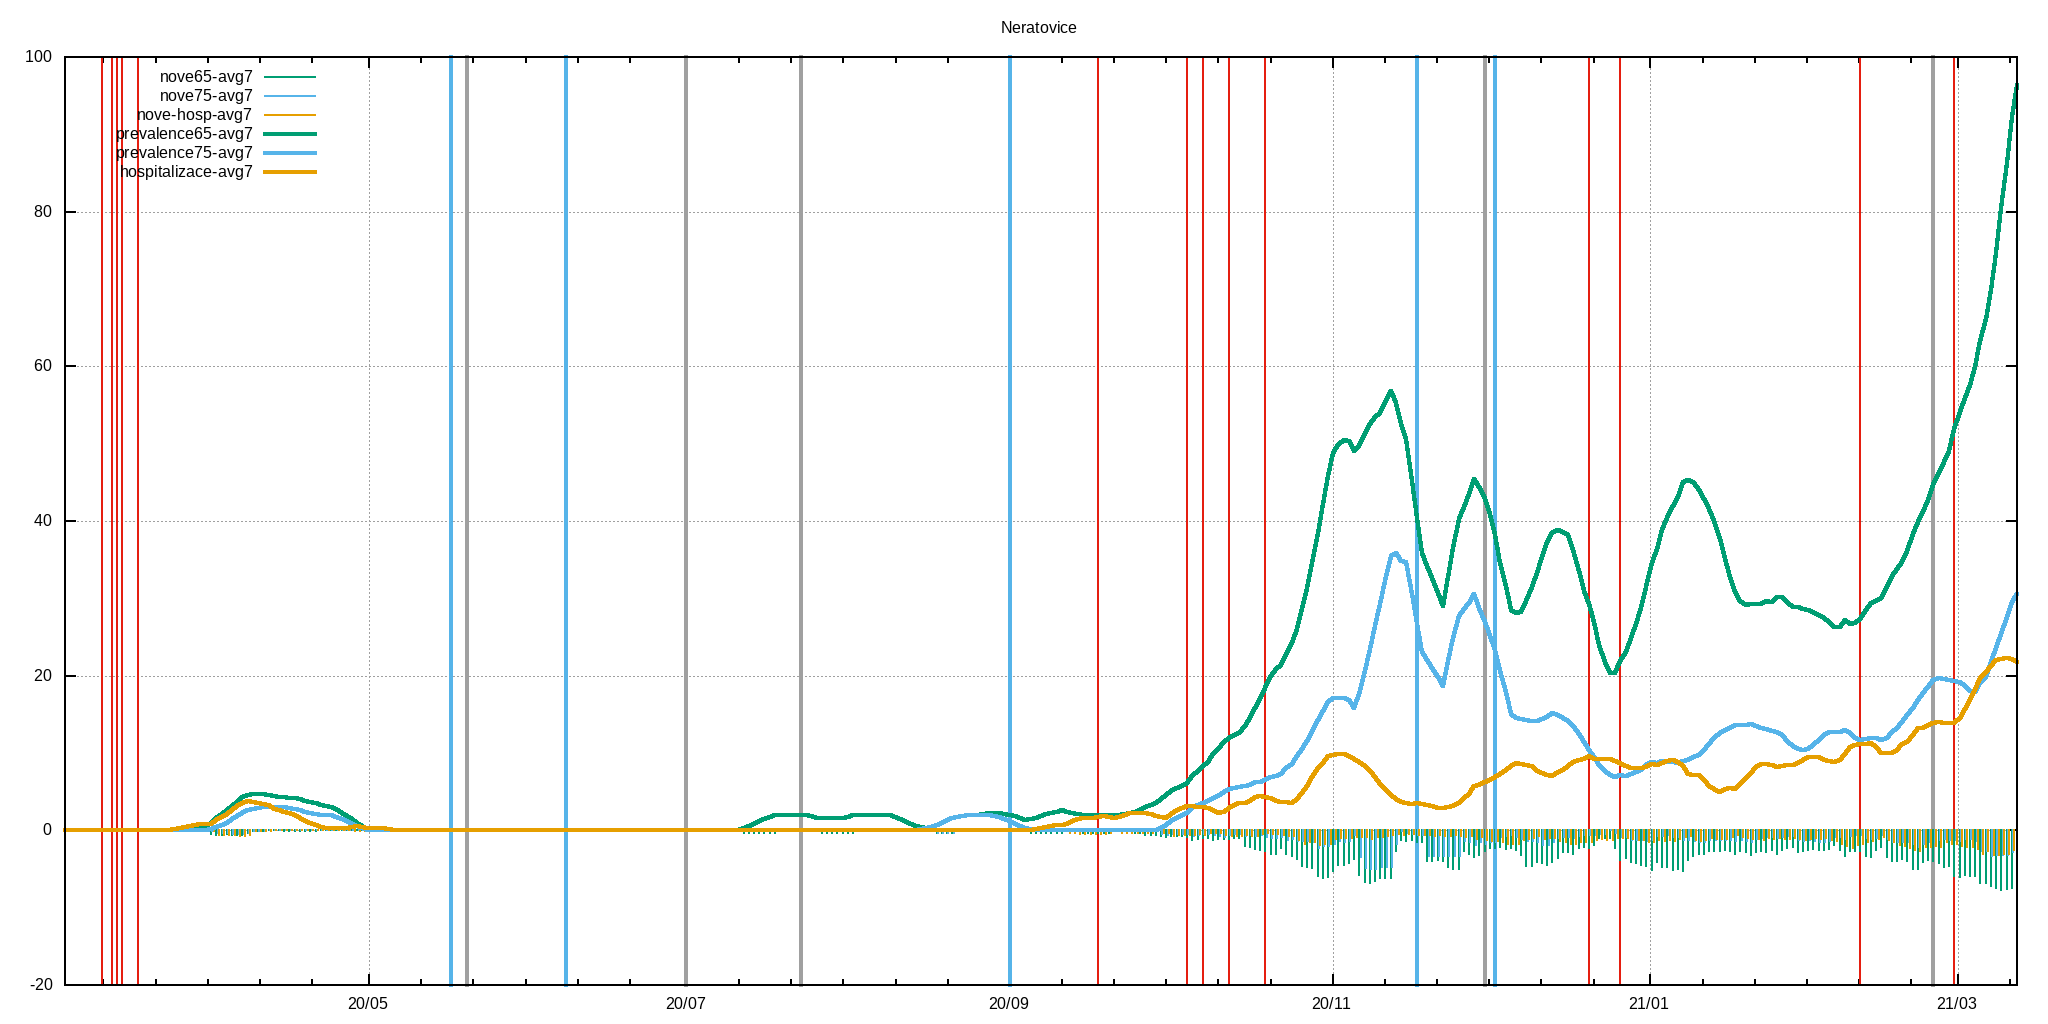 Neratovice
100
80
60
40
20
0
-20
nove65-avg7
nove75-avg7
nove-hosp-avg7
prevalence65-avg7
prevalence75-avg7
hospitalizace-avg7
20/05 20/07 20/09 20/11 21/01 21/03